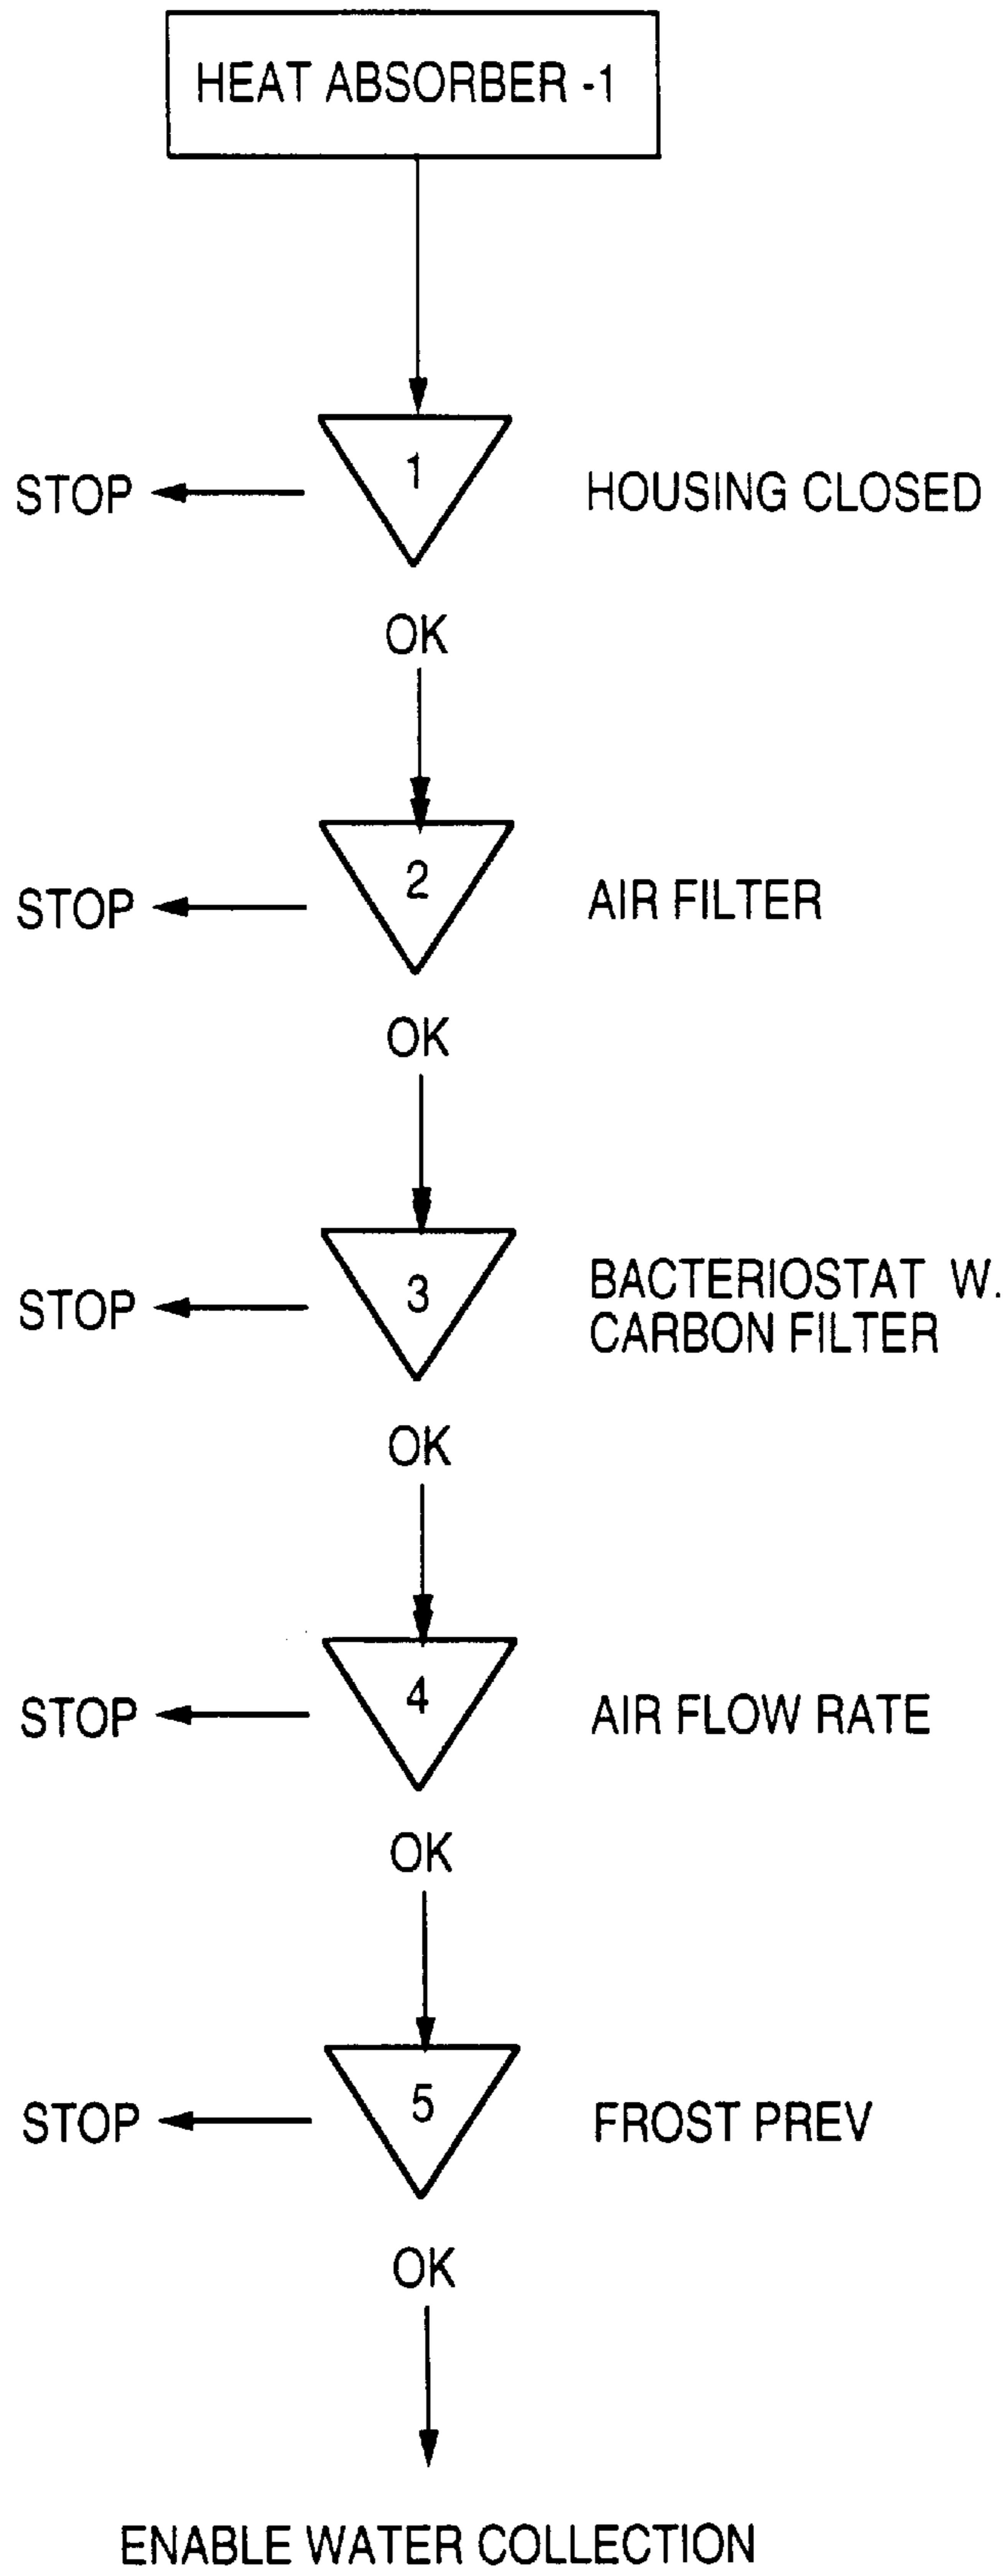 HEAT ABSORBER -1
1
STOP
HOUSING CLOSED
OK
2
STOP
AIR FILTER
OK
3
STOP
BACTERIOSTAT W.
CARBON FILTER
OK
4
STOP
AIR FLOW RATE
OK
5
STOP
FROST PREV
OK
ENABLE WATER COLLECTION